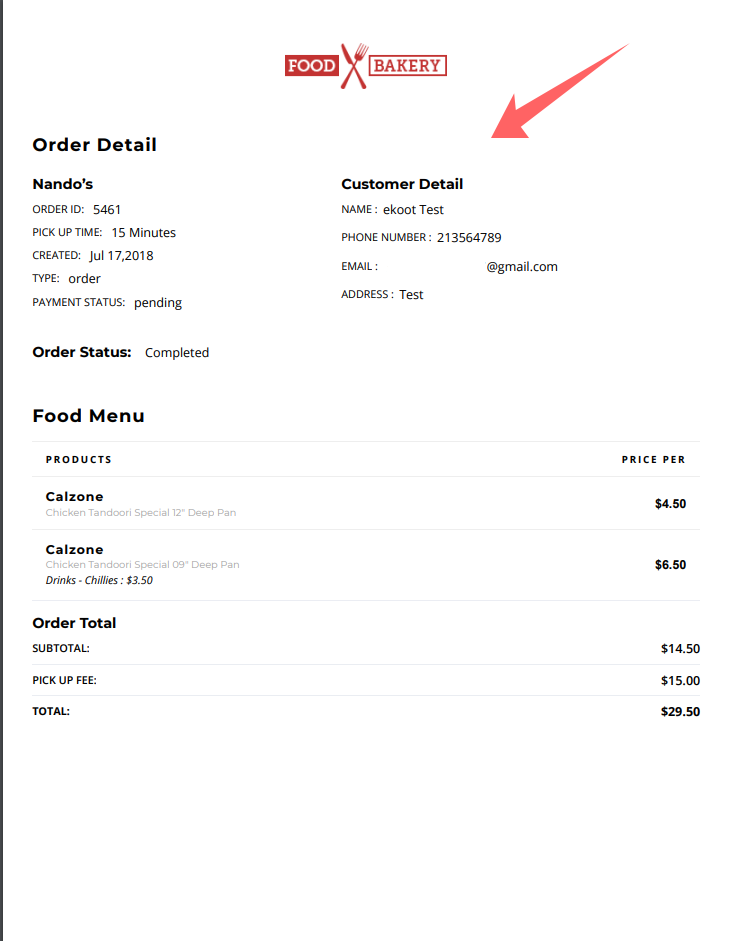 FOOD BAKERY
Order Detail
Nando's
ORDER ID: 5461
PICK UP TIME: 15 Minutes
CREATED: Jul 17,2018
TYPE: order
PAYMENT STATUS: pending
Customer Detail
NAME : ekoot Test
PHONE NUMBER : 213564789
EMAIL : @gmail.com
ADDRESS : Test
Order Status: Completed
Food Menu
PRODUCTS PRICE PER
Calzone
Chicken Tandoori Special 12" Deep Pan
$4.50
Calzone
Chicken Tandoori Special 09" Deep Pan
Drinks - Chillies : $3.50
$6.50
Order Total
SUBTOTAL: $14.50
PICK UP FEE: $15.00
TOTAL: $29.50